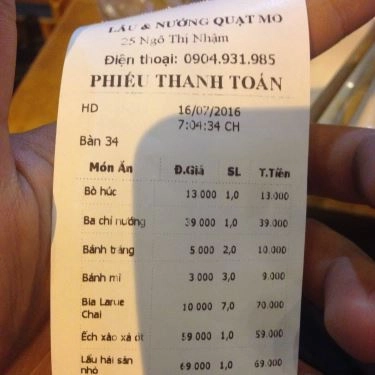 LẨU & NƯỚNG QUẠT MO
25 Ngô Thị Nhậm
Điện thoại: 0904.931.985
PHIẾU THANH TOÁN
HD 16/07/2016
7:04:34 CH
Bàn 34
Món Ăn Đ.Giá SL T.Tiền
Bò húc 13 000 1,0 13.000
Ba chỉ nướng 39 000 1,0 39.000
Bánh tráng 5.000 2,0 10.000
Bánh mì 3 000 3,0 9.000
Bia Larue 10 000 7,0 70.000
Chai
Ếch xào xả ớt 59 000 1,0 59.000
Lẩu hải sản 69 000 1,0 69.000
nhỏ